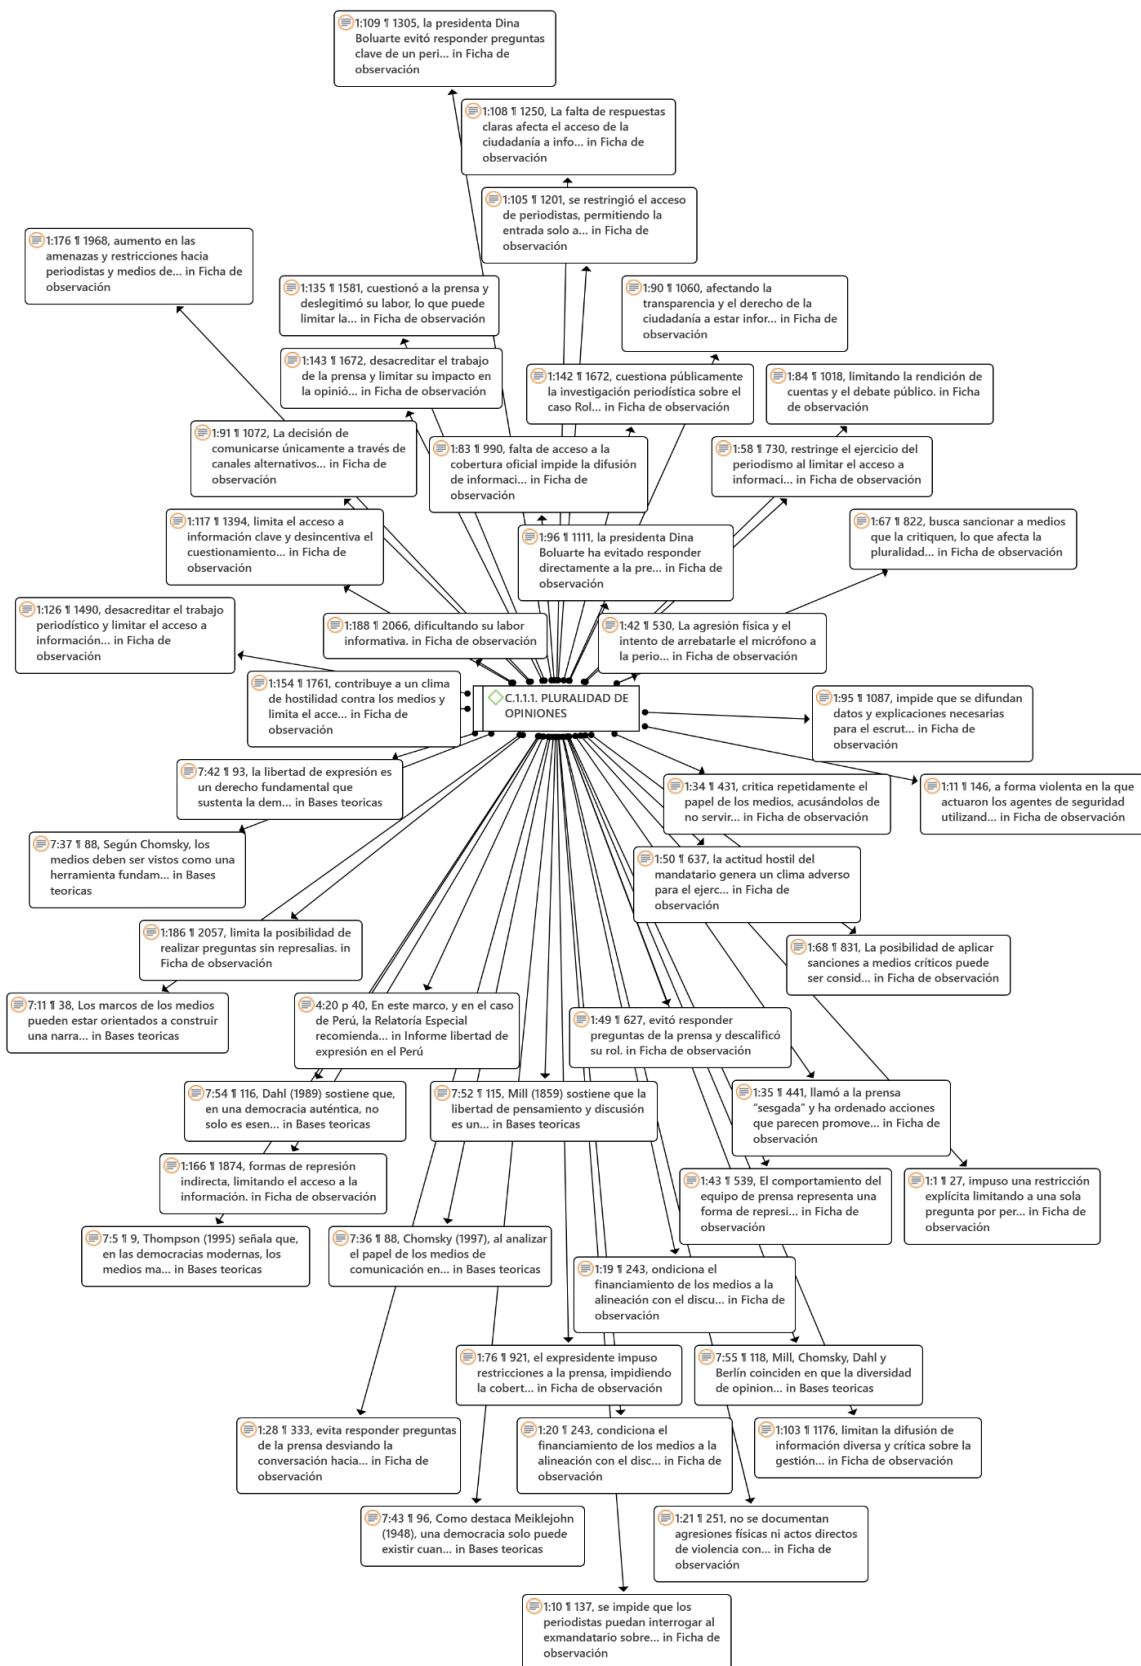 1:109 ¶ 1305, la presidenta Dina
Boluarte evitó responder preguntas
clave de un peri... in Ficha de
observación
1:108 ¶ 1250, La falta de respuestas
claras afecta el acceso de la
ciudadanía a info... in Ficha de
observación
1:105 ¶ 1201, se restringió el acceso
de periodistas, permitiendo la
entrada solo a... in Ficha de
observación
1:176 ¶ 1968, aumento en las
amenazas y restricciones hacia
periodistas y medios de... in Ficha de
observación
1:135 ¶ 1581, cuestionó a la prensa y
deslegitimó su labor, lo que puede
limitar la... in Ficha de observación
1:90 ¶ 1060, afectando la
transparencia y el derecho de la
ciudadanía a estar infor... in Ficha de
observación
1:143 ¶ 1672, desacreditar el trabajo
de la prensa y limitar su impacto en
la opinió... in Ficha de observación
1:142 ¶ 1672, cuestiona públicamente
la investigación periodística sobre el
caso Rol... in Ficha de observación
1:84 ¶ 1018, limitando la rendición de
cuentas y el debate público. in Ficha
de observación
1:91 ¶ 1072, La decisión de
comunicarse únicamente a través de
canales alternativos... in Ficha de
observación
1:83 ¶ 990, falta de acceso a la
cobertura oficial impide la difusión
de informaci... in Ficha de
observación
1:58 ¶ 730, restringe el ejercicio del
periodismo al limitar el acceso a
informaci... in Ficha de observación
1:117 ¶ 1394, limita el acceso a
información clave y desincentiva el
cuestionamiento... in Ficha de
observación
1:96 ¶ 1111, la presidenta Dina
Boluarte ha evitado responder
directamente a la pre... in Ficha de
observación
1:67 ¶ 822, busca sancionar a medios
que la critiquen, lo que afecta la
pluralidad... in Ficha de observación
1:126 ¶ 1490, desacreditar el trabajo
periodístico y limitar el acceso a
información... in Ficha de
observación
1:188 ¶ 2066, dificultando su labor
informativa. in Ficha de observación
1:42 ¶ 530, La agresión física y el
intento de arrebatarle el micrófono a
la perio... in Ficha de observación
1:154 ¶ 1761, contribuye a un clima
de hostilidad contra los medios y
limita el acce... in Ficha de
observación
C.1.1.1. PLURALIDAD DE
OPINIONES
1:95 ¶ 1087, impide que se difundan
datos y explicaciones necesarias
para el escrut... in Ficha de
observación
7:42 ¶ 93, la libertad de expresión es
un derecho fundamental que
sustenta la dem... in Bases teoricas
1:34 ¶ 431, critica repetidamente el
papel de los medios, acusándolos de
no servir... in Ficha de observación
1:11 ¶ 146, a forma violenta en la que
actuaron los agentes de seguridad
utilizand... in Ficha de observación
7:37 ¶ 88, Según Chomsky, los
medios deben ser vistos como una
herramienta fundam... in Bases
teoricas
1:50 ¶ 637, la actitud hostil del
mandatario genera un clima
adverso para el ejerc... in Ficha de
observación
1:186 ¶ 2057, limita la posibilidad de
realizar preguntas sin represalias. in
Ficha de observación
1:68 ¶ 831, La posibilidad de aplicar
sanciones a medios críticos puede
ser consid... in Ficha de observación
7:11 ¶ 38, Los marcos de los medios
pueden estar orientados a construir
una narra... in Bases teoricas
4:20 p 40, En este marco, y en el caso
de Perú, la Relatoría Especial
recomienda... in Informe libertad de
expresión en el Perú
1:49 ¶ 627, evitó responder
preguntas de la prensa y descalificó
su rol. in Ficha de observación
7:54 ¶ 116, Dahl (1989) sostiene que,
en una democracia auténtica, no
solo es esen... in Bases teoricas
7:52 ¶ 115, Mill (1859) sostiene que la
libertad de pensamiento y discusión
es un... in Bases teoricas
1:35 ¶ 441, llamó a la prensa
“sesgada” y ha ordenado acciones
que parecen promove... in Ficha de
observación
1:166 ¶ 1874, formas de represión
indirecta, limitando el acceso a la
información. in Ficha de observación
1:43 ¶ 539, El comportamiento del
equipo de prensa representa una
forma de represi... in Ficha de
observación
1:1 ¶ 27, impuso una restricción
explícita limitando a una sola
pregunta por per... in Ficha de
observación
7:5 ¶ 9, Thompson (1995) señala que,
en las democracias modernas, los
medios ma... in Bases teoricas
7:36 ¶ 88, Chomsky (1997), al analizar
el papel de los medios de
comunicación en... in Bases teoricas
1:19 ¶ 243, ondiciona el
financiamiento de los medios a la
alineación con el discu... in Ficha de
observación
1:76 ¶ 921, el expresidente impuso
restricciones a la prensa, impidiendo
la cobert... in Ficha de observación
7:55 ¶ 118, Mill, Chomsky, Dahl y
Berlín coinciden en que la diversidad
de opinion... in Bases teoricas
1:28 ¶ 333, evita responder preguntas
de la prensa desviando la
conversación hacia... in Ficha de
observación
1:20 ¶ 243, condiciona el
financiamiento de los medios a la
alineación con el disc... in Ficha de
observación
1:103 ¶ 1176, limitan la difusión de
información diversa y crítica sobre la
gestión... in Ficha de observación
7:43 ¶ 96, Como destaca Meiklejohn
(1948), una democracia solo puede
existir cuan... in Bases teoricas
1:21 ¶ 251, no se documentan
agresiones físicas ni actos directos
de violencia con... in Ficha de
observación
1:10 ¶ 137, se impide que los
periodistas puedan interrogar al
exmandatario sobre... in Ficha de
observación